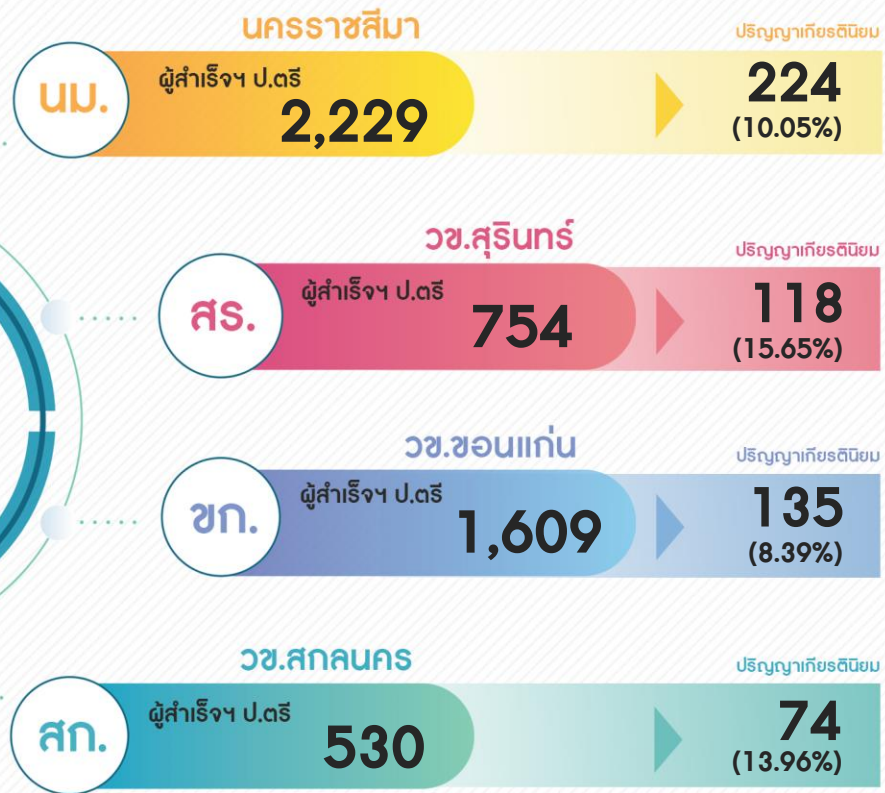 นครราชสีมา
ปริญญาเกียรตินิยม
นม.
ผู้สำเร็จฯ ป.ตรี
2,229
224
(10.05%)
วข.สุรินทร์
ปริญญาเกียรตินิยม
สร.
ผู้สำเร็จฯ ป.ตรี
754
118
(15.65%)
วข.ขอนแก่น
ปริญญาเกียรตินิยม
ขก.
ผู้สำเร็จฯ ป.ตรี
1,609
135
(8.39%)
วข.สกลนคร
ปริญญาเกียรตินิยม
สก.
ผู้สำเร็จฯ ป.ตรี
530
74
(13.96%)